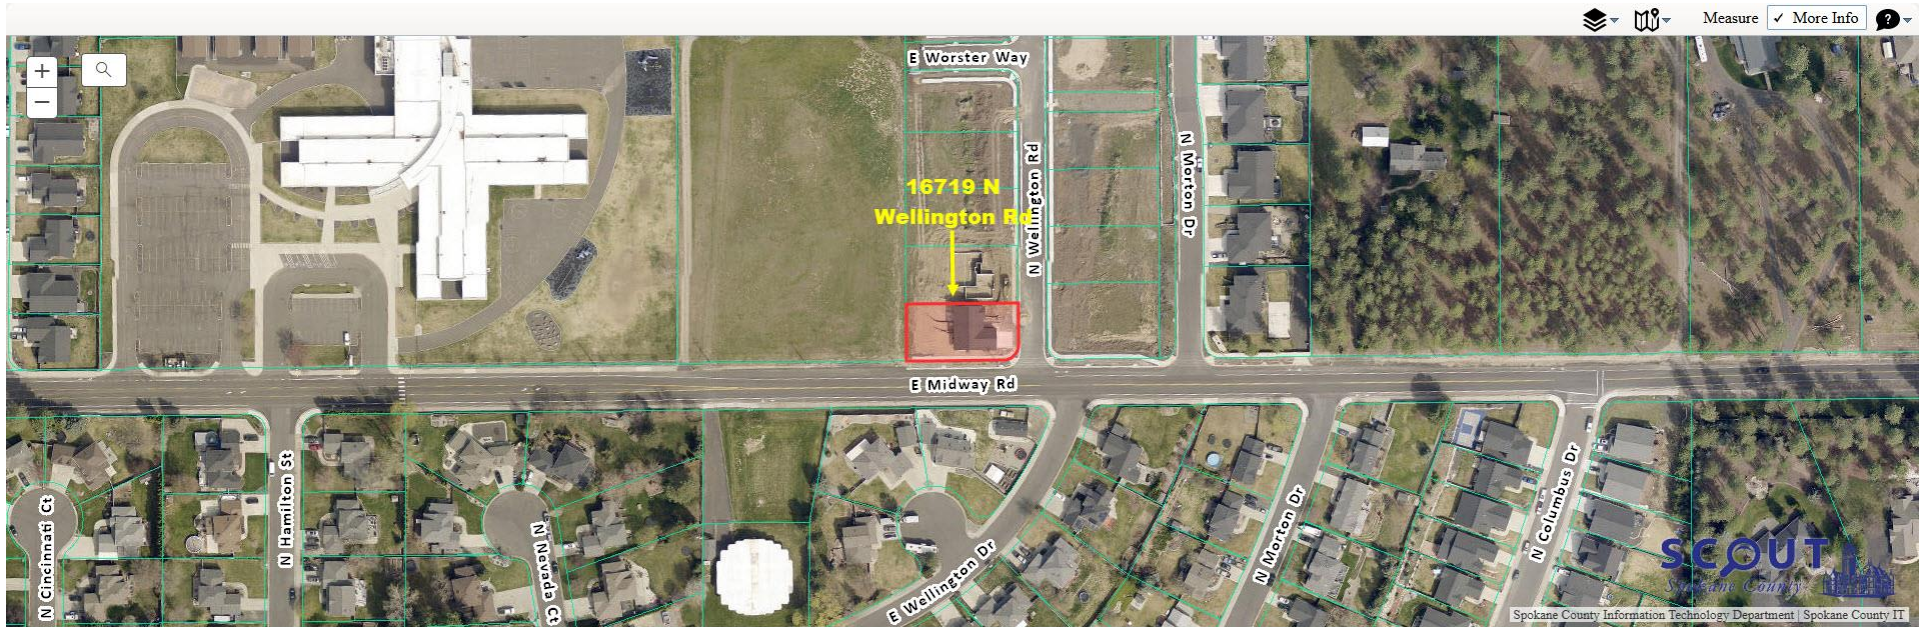 Measure ✓ More Info ?
+
−
E Worster Way
N Wellington Rd
N Morton Dr
16719 N
Wellington Rd
E Midway Rd
N Cincinnati Ct
N Hamilton St
N Nevada Ct
E Wellington Dr
N Morton Dr
N Columbus Dr
SCOUT
Spokane County
Spokane County Information Technology Department | Spokane County IT